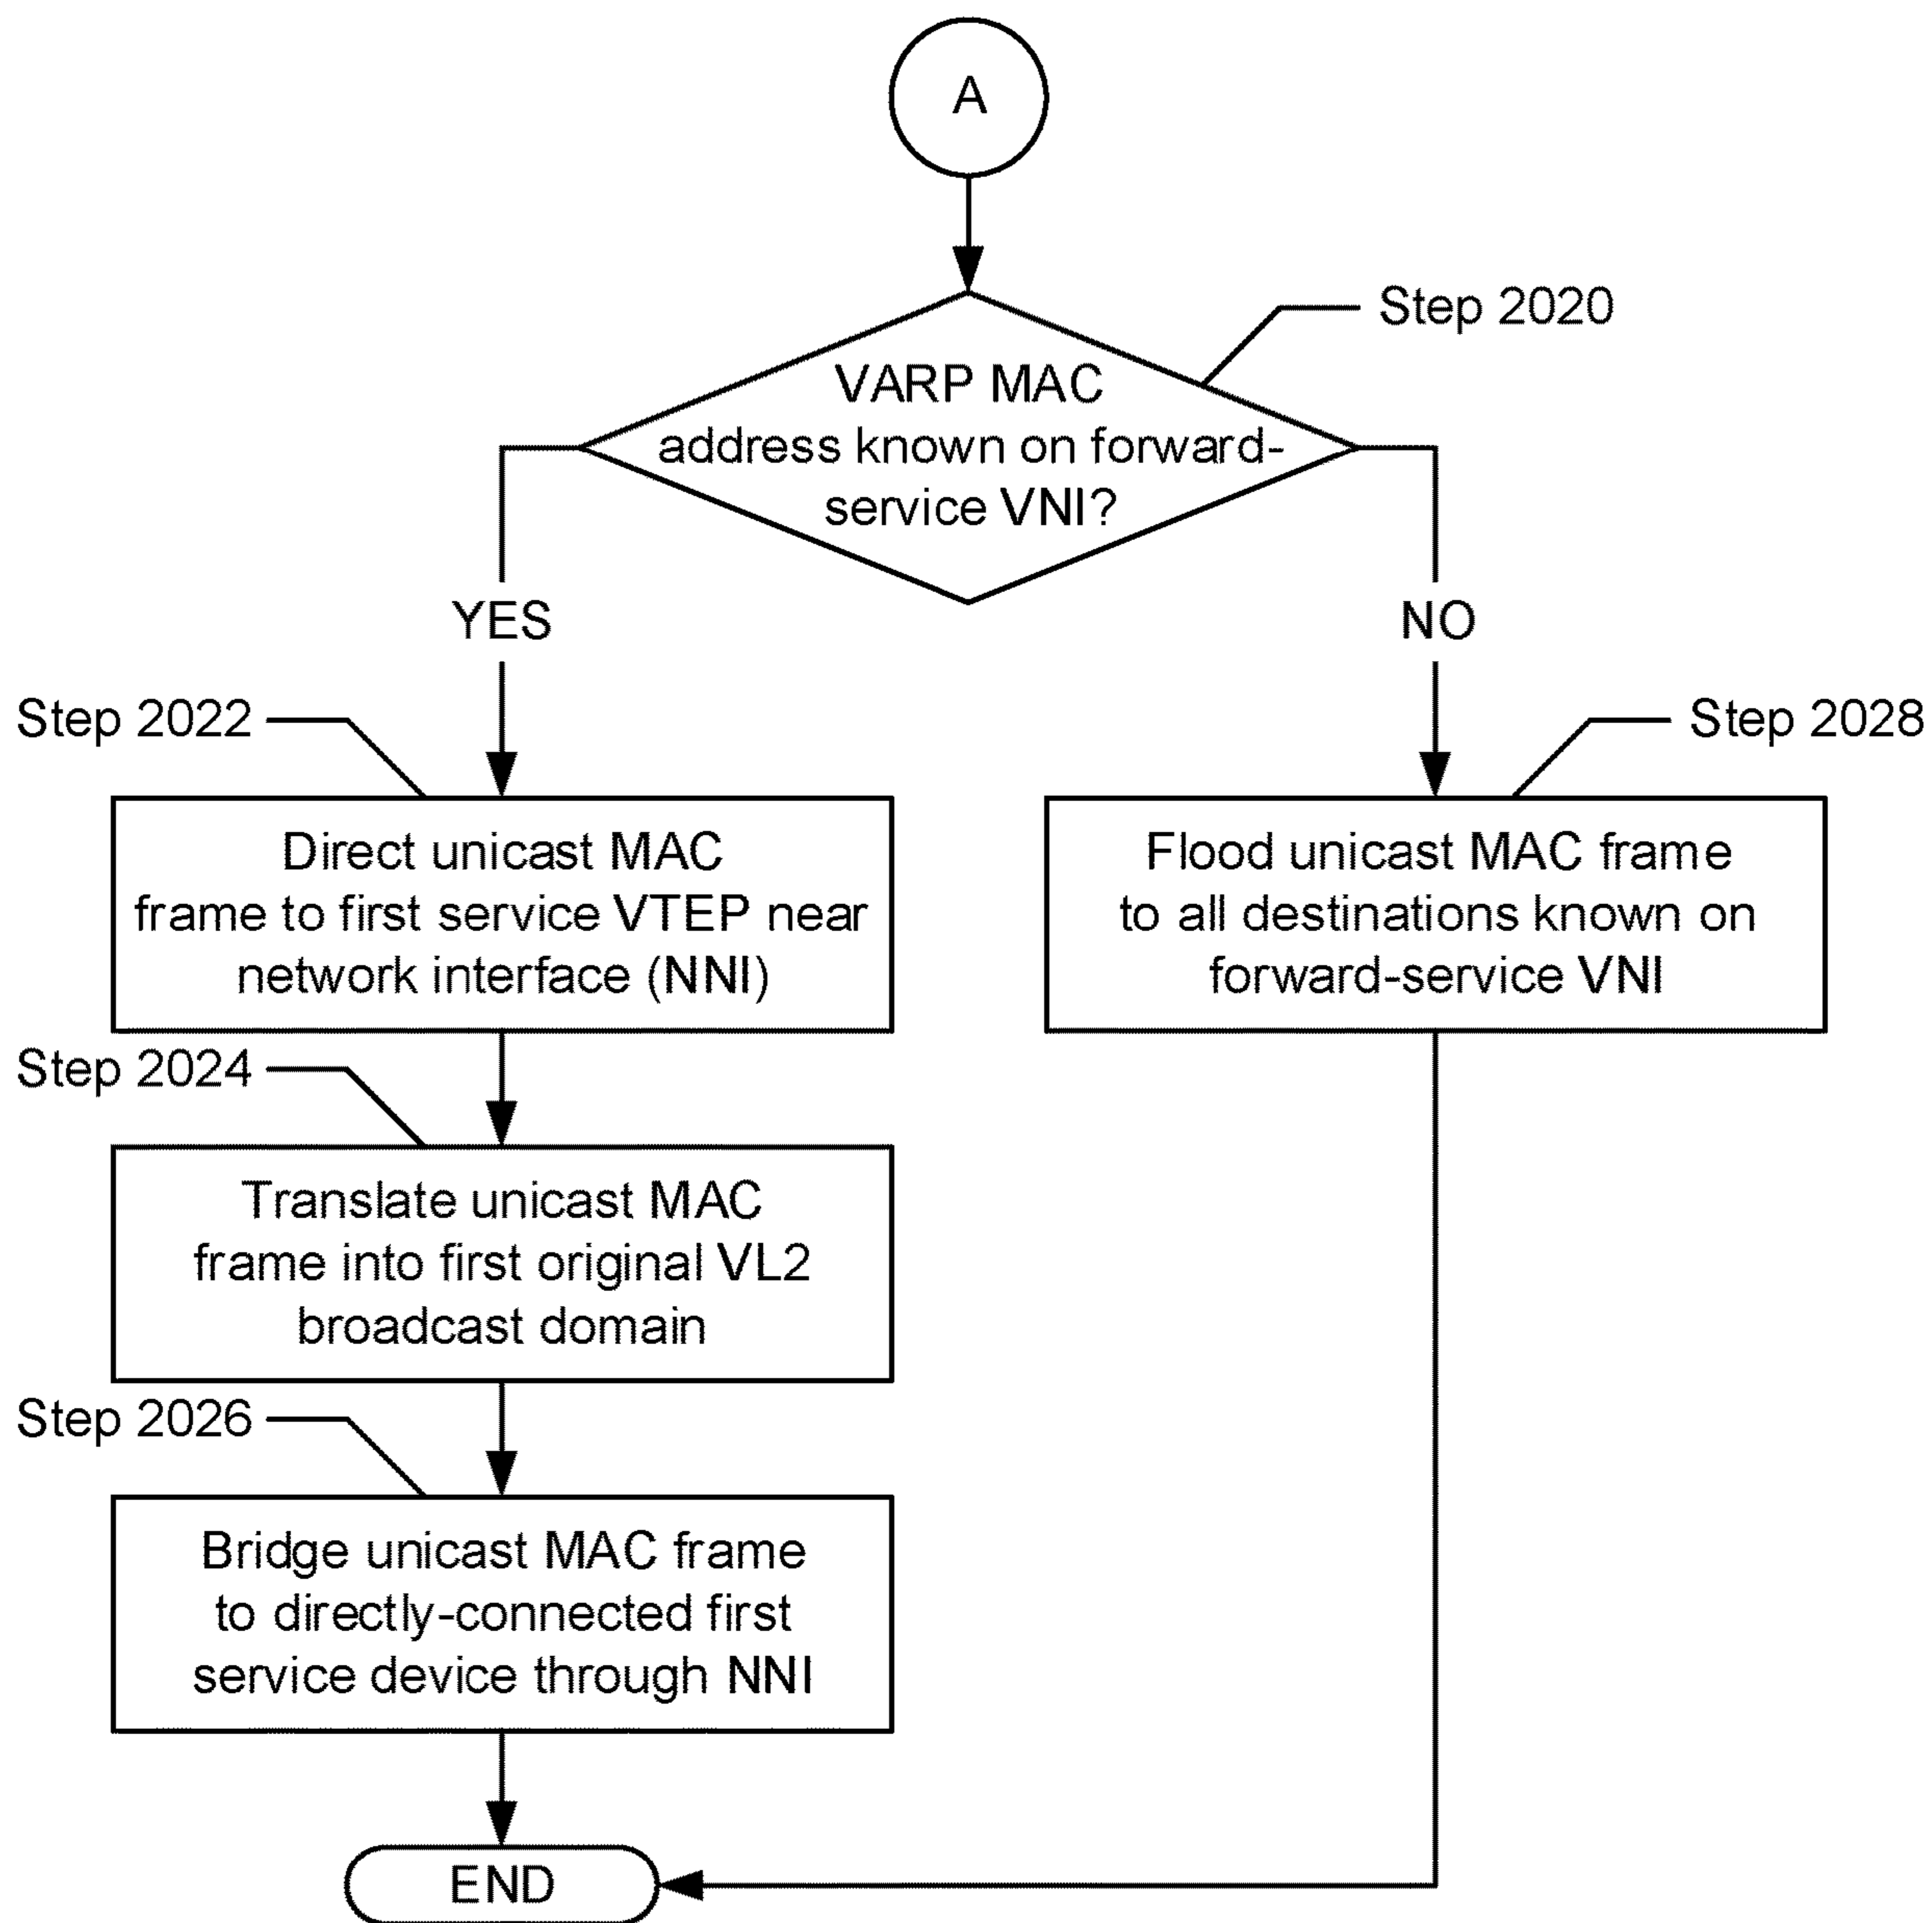 A
Step 2020
VARP MAC
address known on forward-
service VNI?
YES
NO
Step 2022
Step 2028
Direct unicast MAC
frame to first service VTEP near
network interface (NNI)
Flood unicast MAC frame
to all destinations known on
forward-service VNI
Step 2024
Translate unicast MAC
frame into first original VL2
broadcast domain
Step 2026
Bridge unicast MAC frame
to directly-connected first
service device through NNI
END